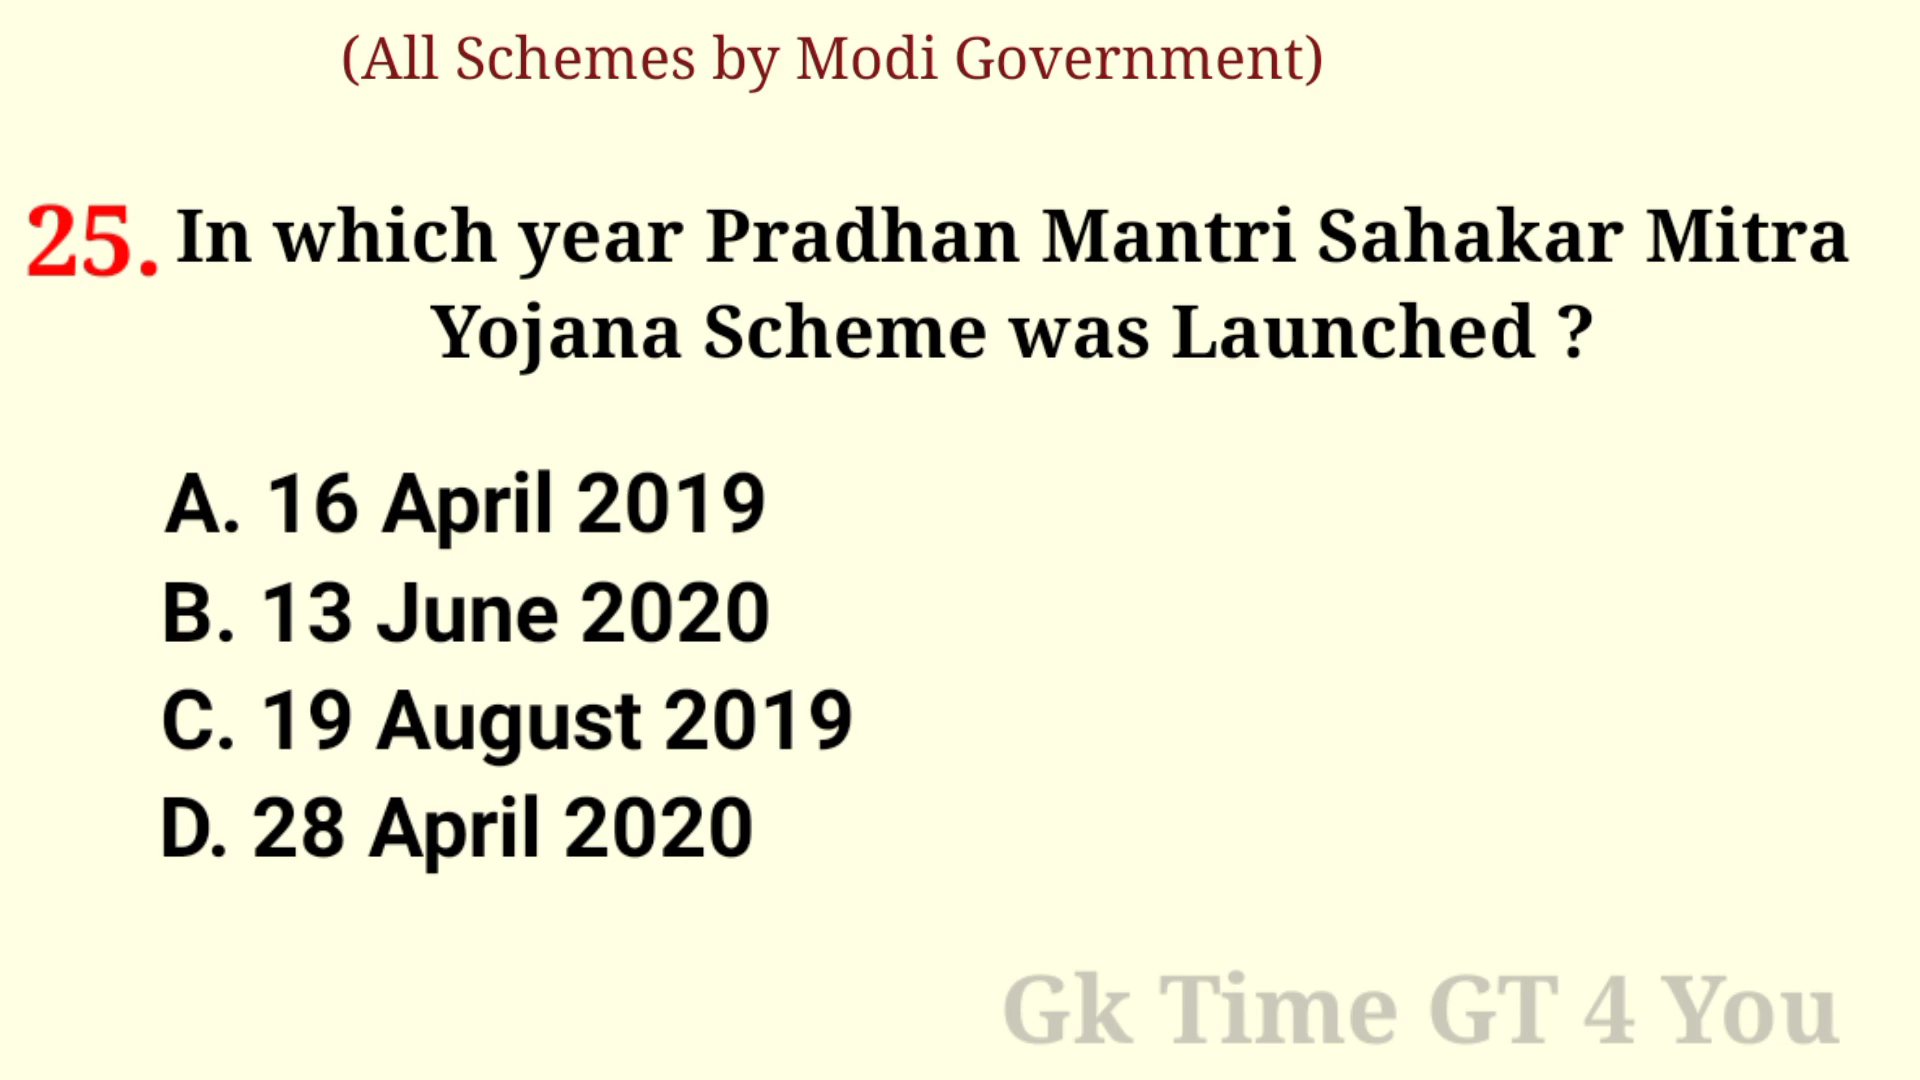 (All Schemes by Modi Government)
25. In which year Pradhan Mantri Sahakar Mitra
Yojana Scheme was Launched ?
A. 16 April 2019
B. 13 June 2020
C. 19 August 2019
D. 28 April 2020
Gk Time GT 4 You